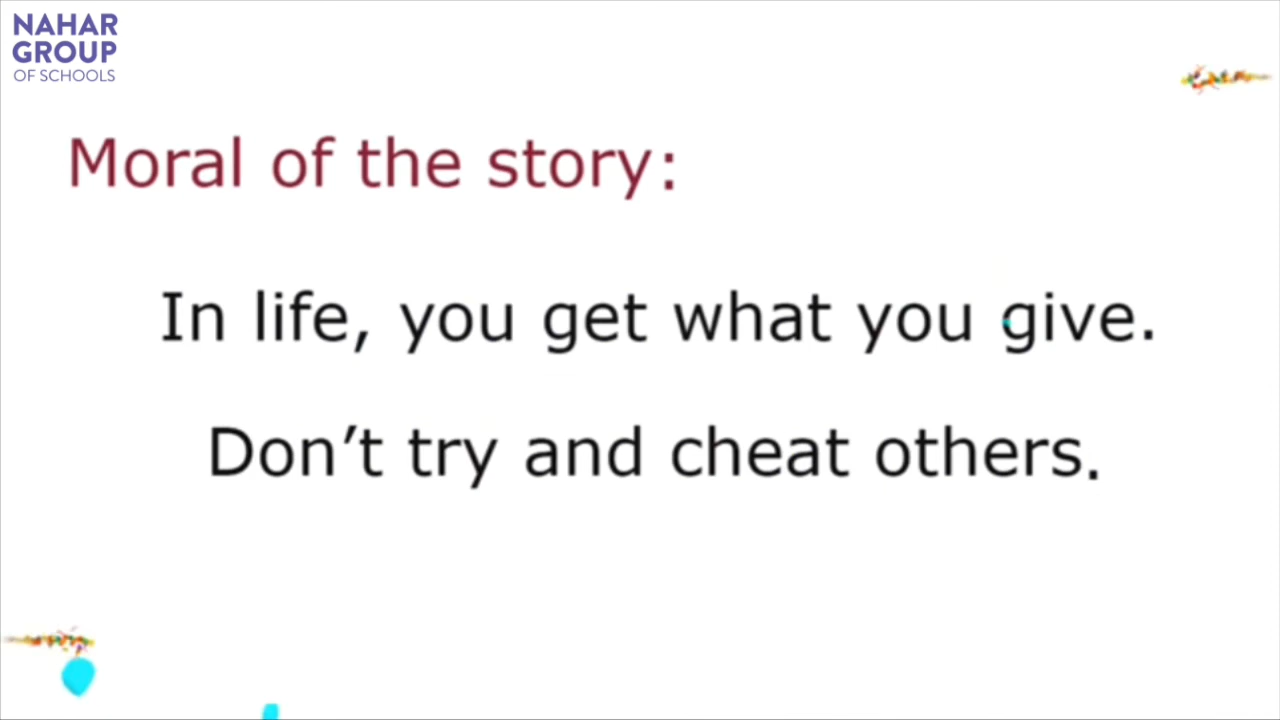 NAHAR
GROUP
OF SCHOOLS
Moral of the story:
In life, you get what you give.
Don’t try and cheat others.